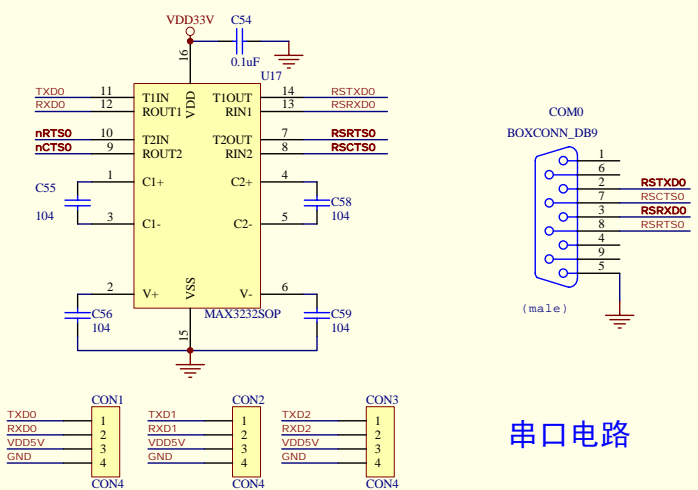 VDD33V
C54
0.1uF
16
U17
TXD0 11 T1IN VDD T1OUT 14 RSTXD0
RXD0 12 ROUT1 RIN1 13 RSRXD0
nRTS0 10 T2IN T2OUT 7 RSRTS0
nCTS0 9 ROUT2 RIN2 8 RSCTS0
C55 104
1 C1+ C2+ 4
C58 104
3 C1- C2- 5
2 V+ VSS V- 6
C56 104
MAX3232SOP
C59 104
15
COM0
BOXCONN_DB9
1
6
2 RSTXD0
7 RSCTS0
3 RSRXD0
8 RSRTS0
4
9
5
(male)
CON1
TXD0 1
RXD0 2
VDD5V 3
GND 4
CON4
CON2
TXD1 1
RXD1 2
VDD5V 3
GND 4
CON4
CON3
TXD2 1
RXD2 2
VDD5V 3
GND 4
CON4
串口电路